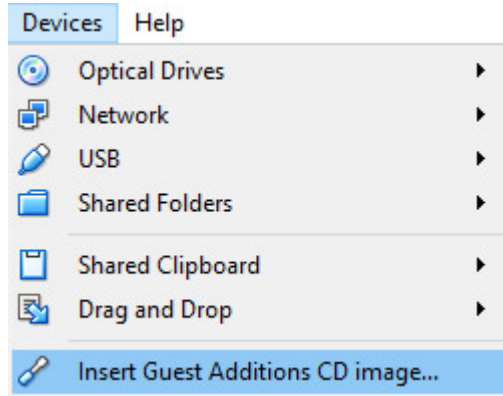 Devices Help
Optical Drives
Network
USB
Shared Folders
Shared Clipboard
Drag and Drop
Insert Guest Additions CD image...